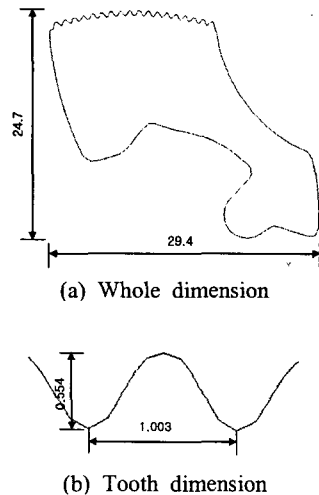 24.7
29.4
(a) Whole dimension
0.554
1.003
(b) Tooth dimension